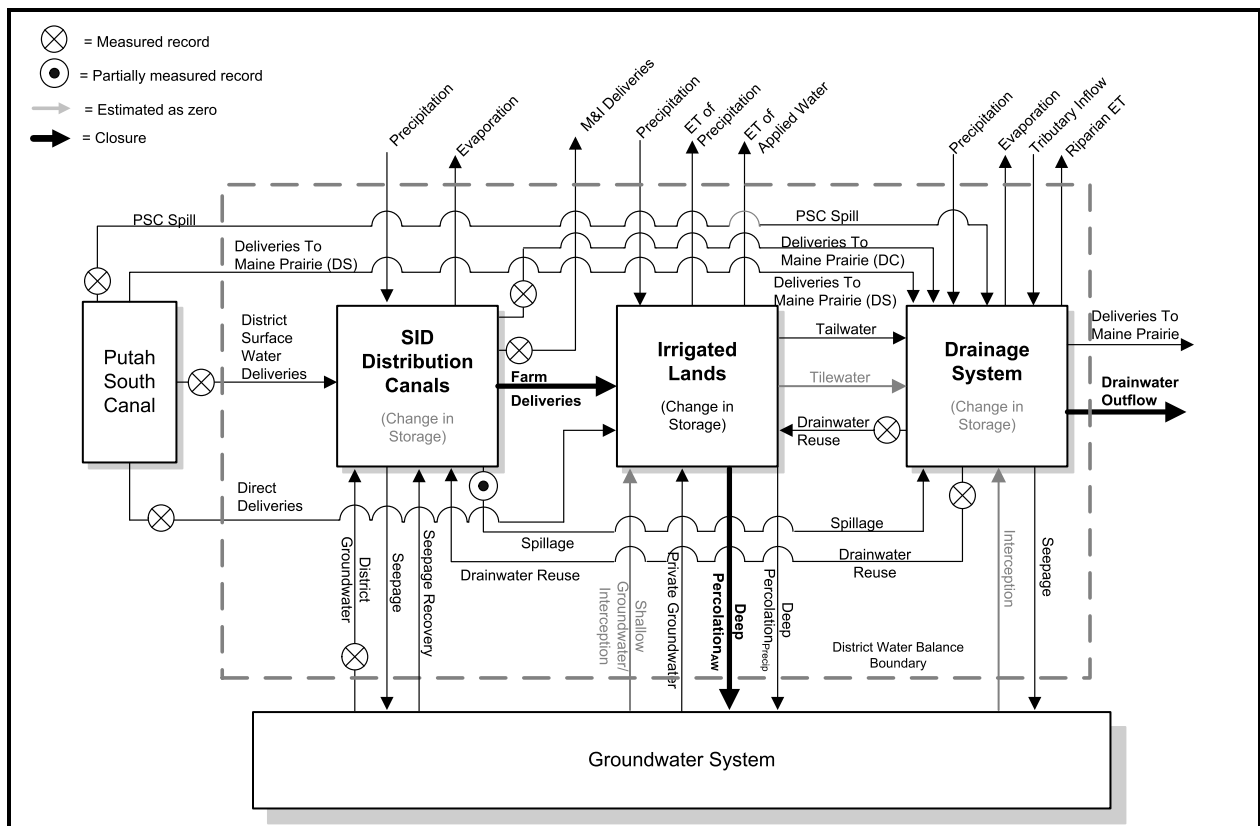 = Measured record
= Partially measured record
= Estimated as zero
= Closure
Precipitation
Evaporation
M&I Deliveries
Precipitation
ET of
Precipitation
ET of
Applied Water
Precipitation
Evaporation
Tributary Inflow
Riparian ET
PSC Spill
PSC Spill
Deliveries To
Maine Prairie (DS)
Deliveries To
Maine Prairie (DC)
Deliveries To
Maine Prairie (DS)
Putah
South
Canal
District
Surface
Water
Deliveries
SID
Distribution
Canals
(Change in
Storage)
Farm
Deliveries
Irrigated
Lands
(Change in
Storage)
Tailwater
Tilewater
Drainwater
Reuse
Drainage
System
(Change in
Storage)
Deliveries To
Maine Prairie
Drainwater
Outflow
Direct
Deliveries
Spillage
Spillage
Drainwater Reuse
Drainwater
Reuse
District
Groundwater
Seepage
Seepage Recovery
Shallow
Groundwater/
Interception
Private Groundwater
Deep
PercolationAW
Deep
PercolationPrecip
Interception
Seepage
District Water Balance
Boundary
Groundwater System